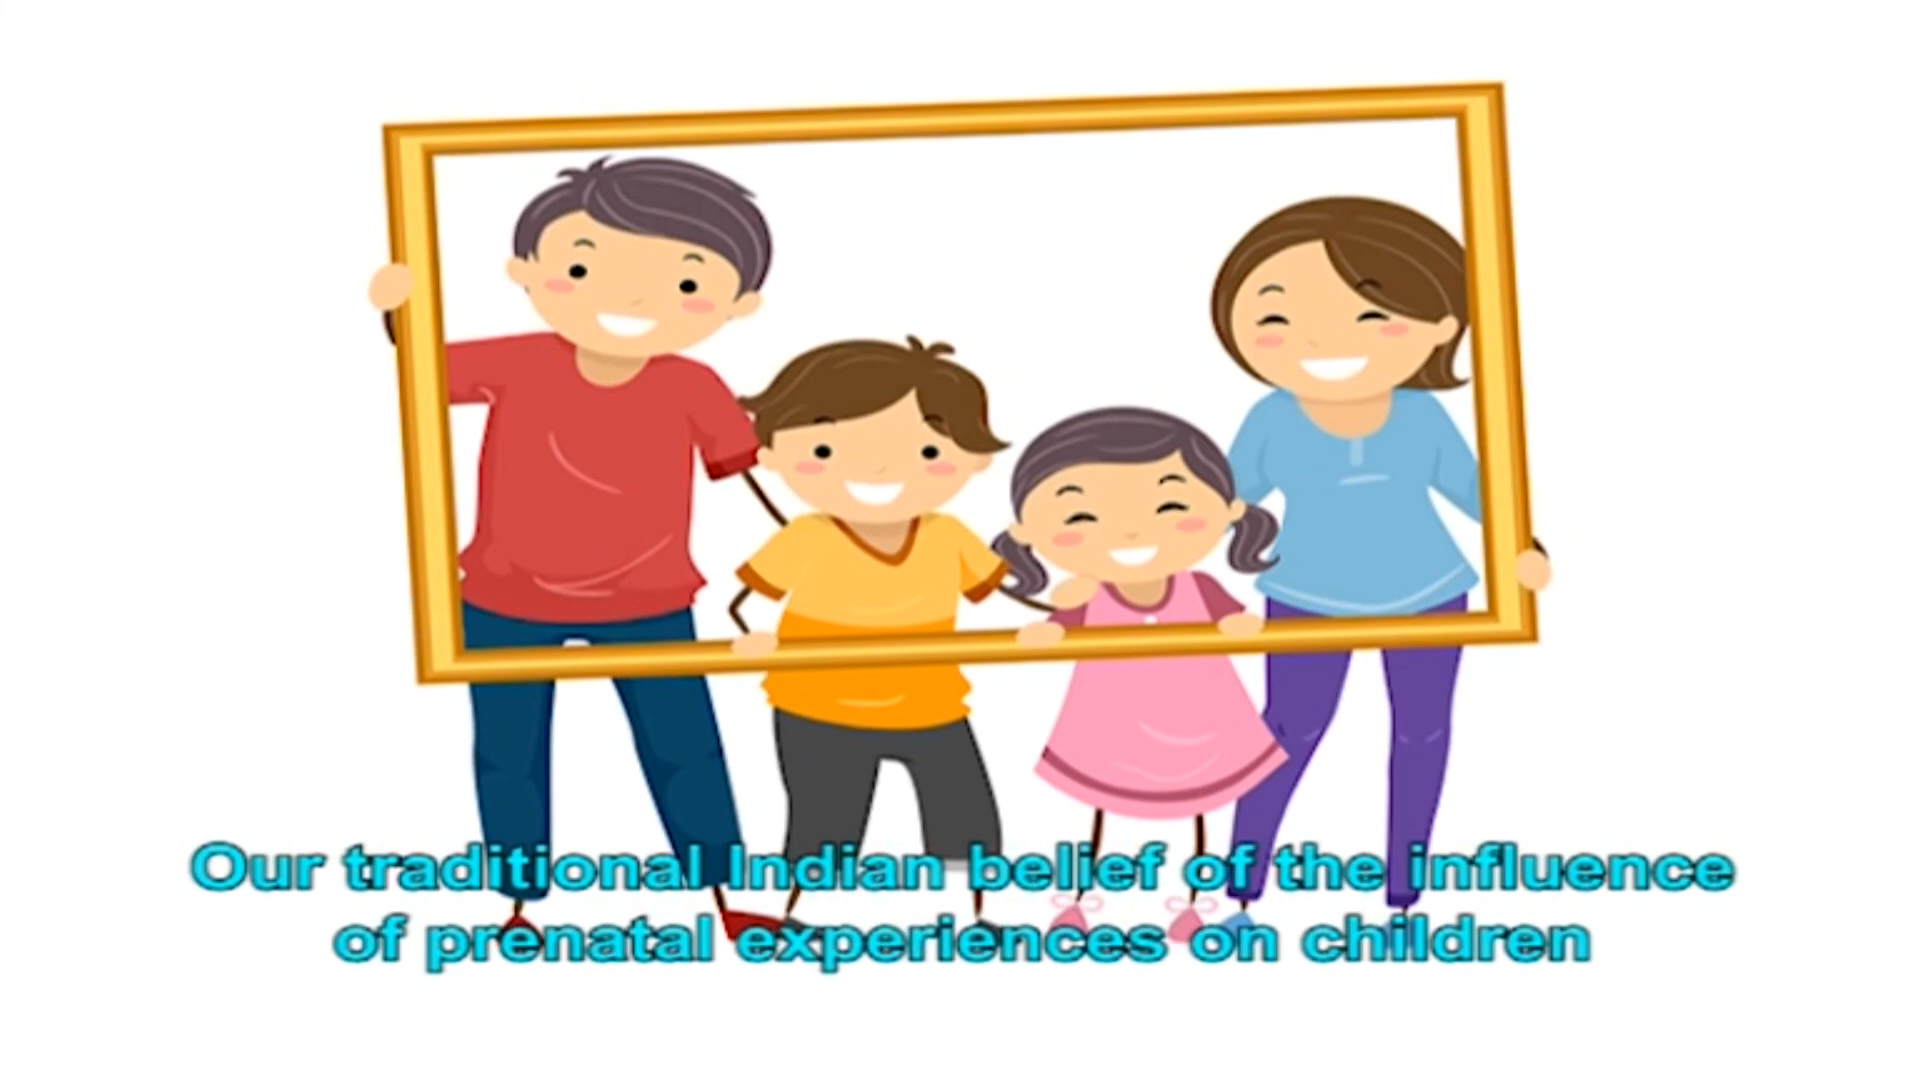 Our traditional Indian belief of the influence
of prenatal experiences on children